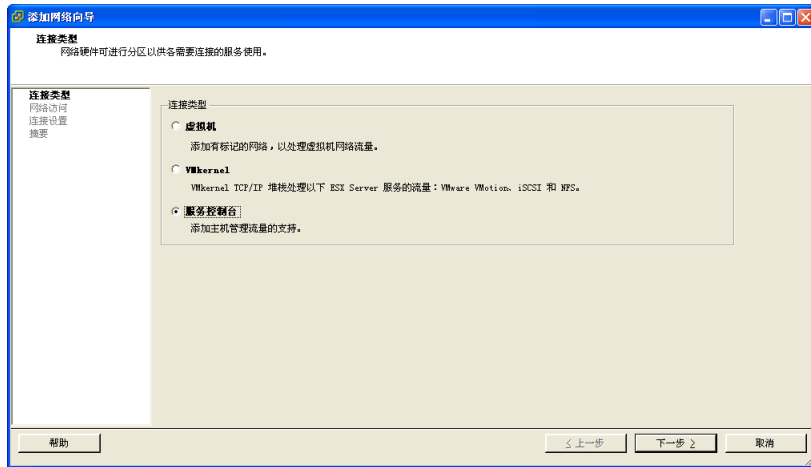 添加网络向导
连接类型
网络硬件可进行分区以供各需要连接的服务使用。
连接类型
网络访问
连接设置
摘要
连接类型
虚拟机
添加有标记的网络，以处理虚拟机网络流量。
VMkernel
VMkernel TCP/IP 堆栈处理以下 ESX Server 服务的流量：VMware VMotion、iSCSI 和 NFS。
服务控制台
添加主机管理流量的支持。
帮助
≤ 上一步
下一步 ≥
取消